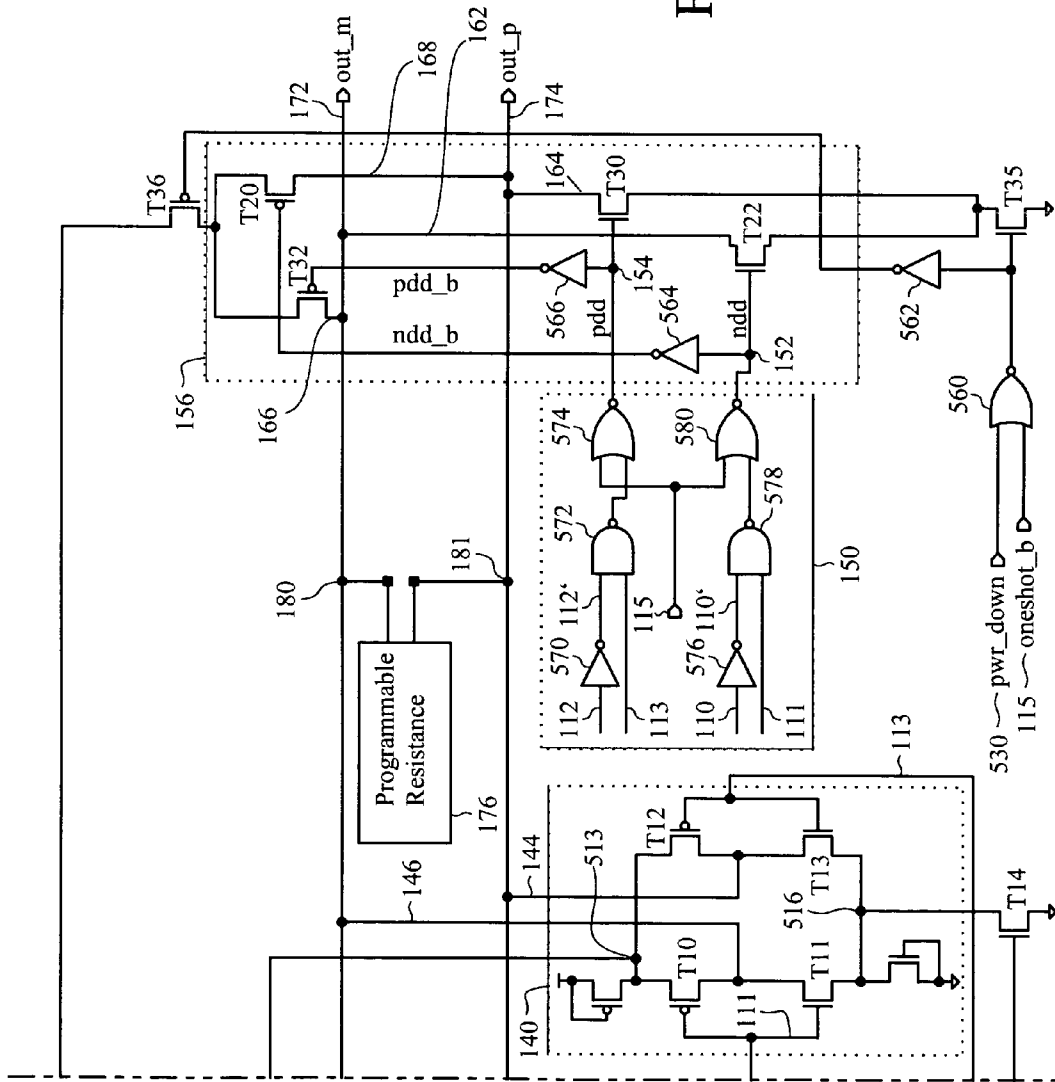 F
T36
156
T20
T32
166
172
out_m
168
162
out_p
174
164
T30
T22
T35
pdd_b
ndd_b
566
pdd
154
564
ndd
152
562
560
180
181
Programmable
Resistance
176
574
572
580
578
570
112'
112
113
115
576
110'
110
111
150
530
pwr_down
115
oneshot_b
146
144
513
140
T10
T11
T12
T13
111
516
T14
113